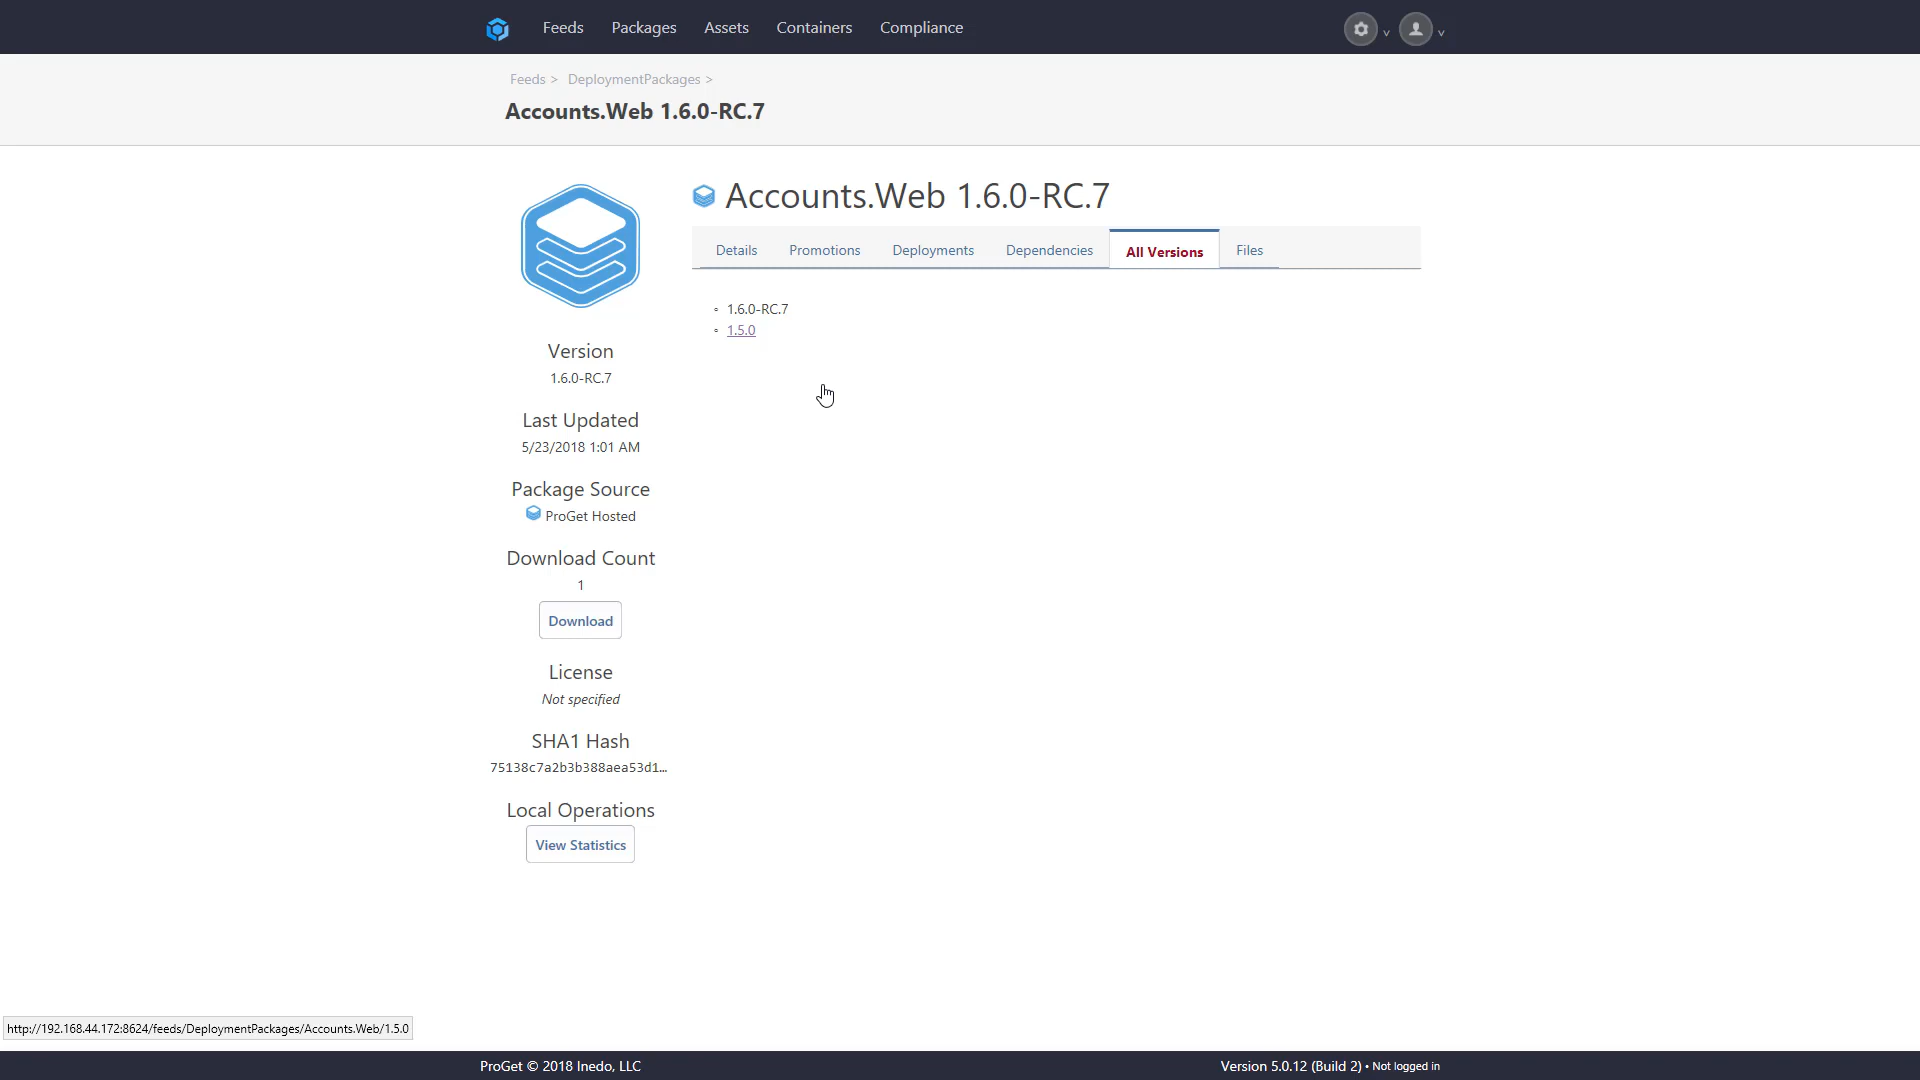 Feeds Packages Assets Containers Compliance
Feeds > DeploymentPackages >
Accounts.Web 1.6.0-RC.7
Accounts.Web 1.6.0-RC.7
Details Promotions Deployments Dependencies All Versions Files
1.6.0-RC.7
1.5.0
Version
1.6.0-RC.7
Last Updated
5/23/2018 1:01 AM
Package Source
ProGet Hosted
Download Count
1
Download
License
Not specified
SHA1 Hash
75138c7a2b3b388aea53d1...
Local Operations
View Statistics
http://192.168.44.172:8624/feeds/DeploymentPackages/Accounts.Web/1.5.0
ProGet © 2018 Inedo, LLC
Version 5.0.12 (Build 2) • Not logged in